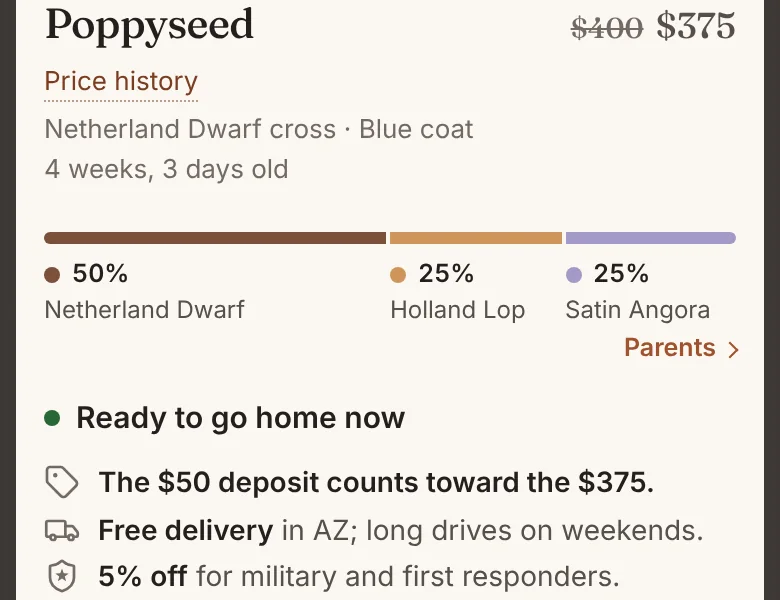 Poppyseed $400 $375
Price history
Netherland Dwarf cross · Blue coat
4 weeks, 3 days old
50% 25% 25%
Netherland Dwarf Holland Lop Satin Angora
Parents >
Ready to go home now
The $50 deposit counts toward the $375.
Free delivery in AZ; long drives on weekends.
5% off for military and first responders.